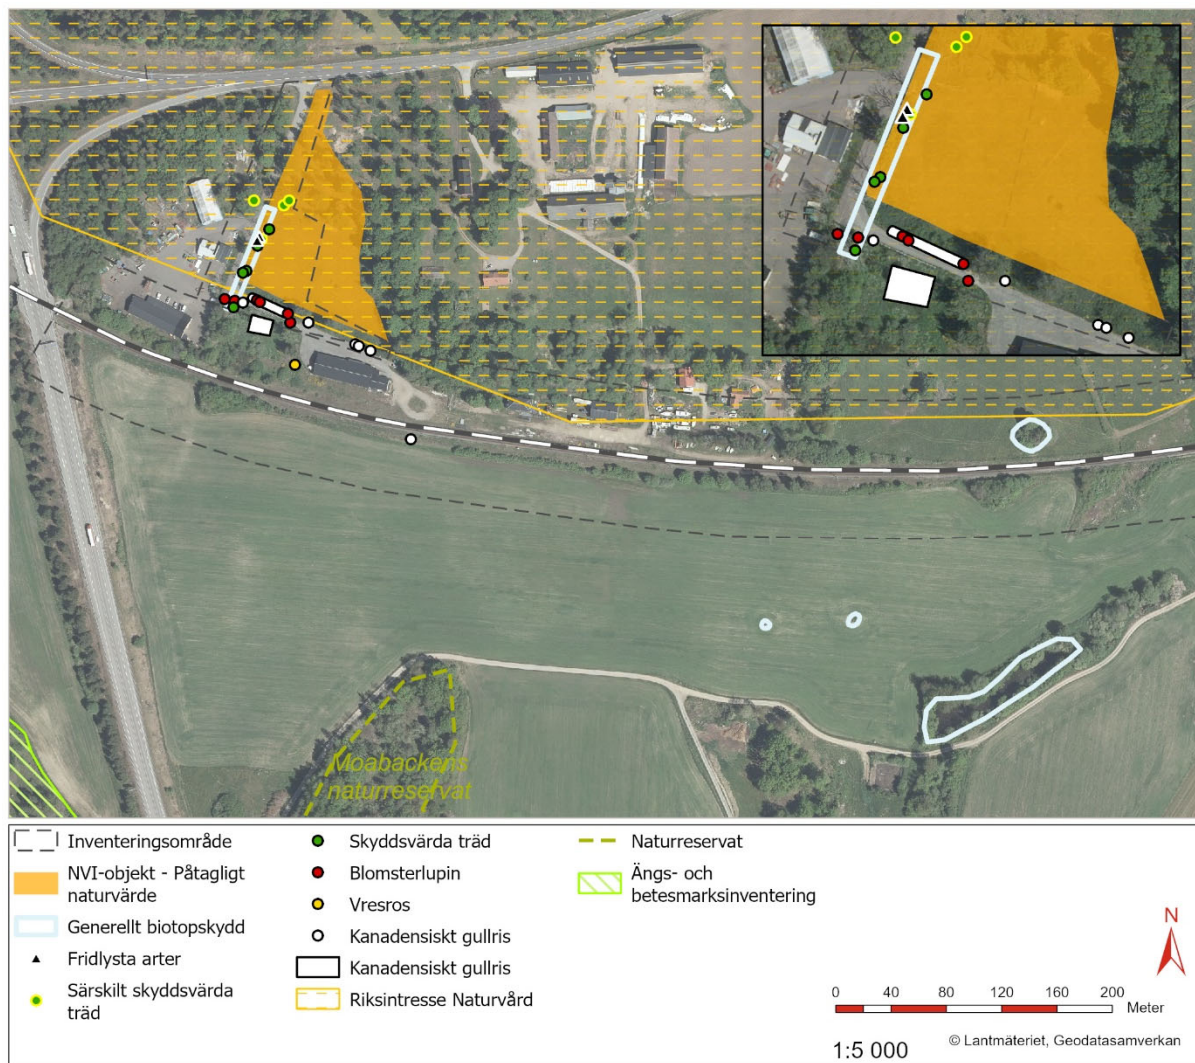 Moabackens
naturreservat
Inventeringsområde
NVI-objekt - Påtagligt
naturvärde
Generellt biotopskydd
Fridlysta arter
Särskilt skyddsvärda
träd
Skyddsvärda träd
Blomsterlupin
Vresros
Kanadensiskt gullris
Kanadensiskt gullris
Riksintresse Naturvård
Naturreservat
Ängs- och
betesmarksinventering
N
0 40 80 120 160 200
Meter
1:5 000
© Lantmäteriet, Geodatasamverkan